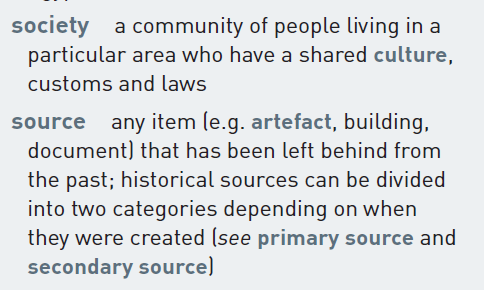 society a community of people living in a
particular area who have a shared culture,
customs and laws
source any item (e.g. artefact, building,
document) that has been left behind from
the past; historical sources can be divided
into two categories depending on when
they were created (see primary source and
secondary source)